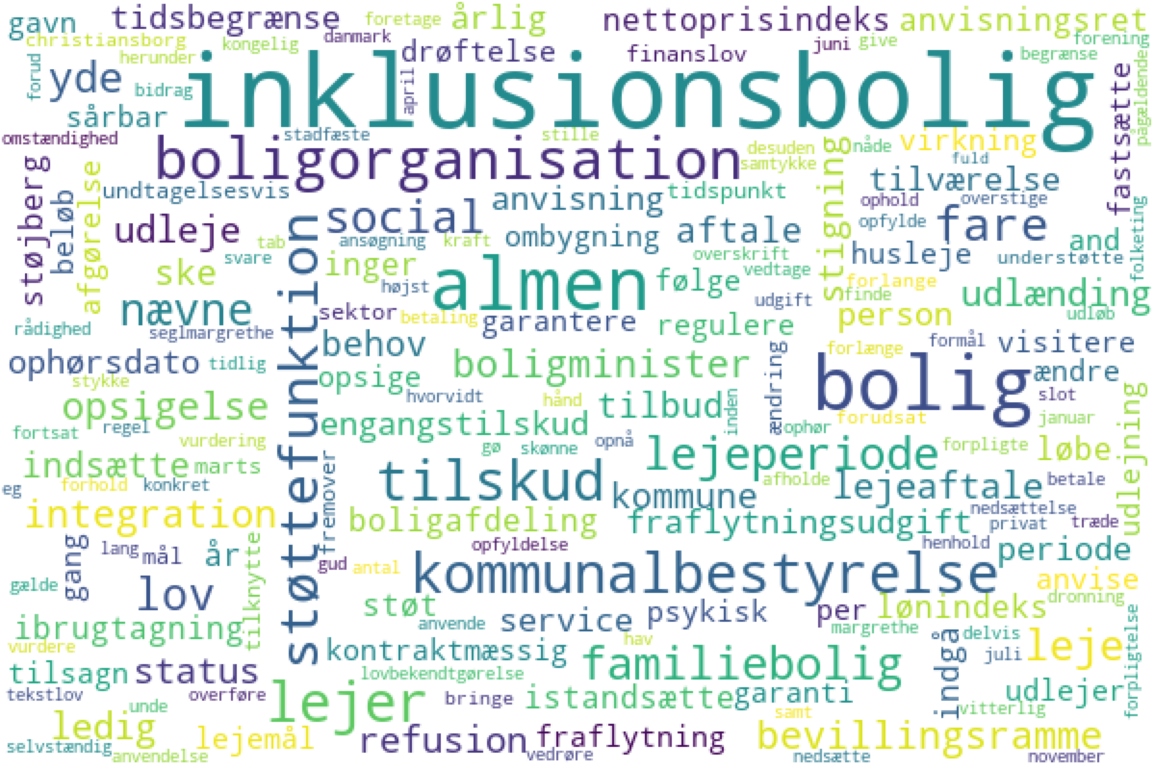 gavn tidsbegrænse foretage årlig nettoprisindeks anvisningsret
christiansborg kongelig danmark drøftelse finanslov juni give forening
forud yde herunder bidrag april begrænse
sårbar inklusionsbolig fastsætte pågældende
omstændighed stadfæste stille desuden virkning
boligorganisation samtykke stigning nåde fuld
støjberg beløb afgørelse undtagelsesvis anvisning tidspunkt tilværelse
udleje social ophold overstige
støttefunktion ansøgning kraft ombygning aftale opfylde fare and folketing
tab svare inger overskrift husleje understøtte
ske almen følge vedtage forlange
højst finde udlænding
nævne sektor betaling udgift person udløb
rådighed seglmargrethe garantere regulere
behov forlænge formål visitere
ophørsdato tidlig boligminister ændring ændre
stykke opsige bolig
hvorvidt hånd tilbud inden slot
opsigelse januar udlejning
regel engangstilskud forudsat
fortsat vurdering gø skønne opnå ophør forpligte løbe
indsætte marts lejeperiode
eg forhold konkret fremover tilskud kommune afholde lejeaftale betale
integration boligafdeling fraflytningsudgift nedsættelse privat træde
gang lang mål år opfyldelse henhold periode
gælde tilknytte gud antal kommunalbestyrelse anvise
lov støt dronning
anvende service psykisk per lønindeks
ibrugtagning margrethe forpligtelse
vurdere kontraktmæssig hav indgå delvis leje
tilsagn status lovbekendtgørelse familiebolig juli
tekstlov overføre lejer bringe istandsætte garanti udlejer
unde samt vitterlig
ledig lejemål refusion fraflytning bevillingsramme
selvstændig anvendelse vedrøre nedsætte november